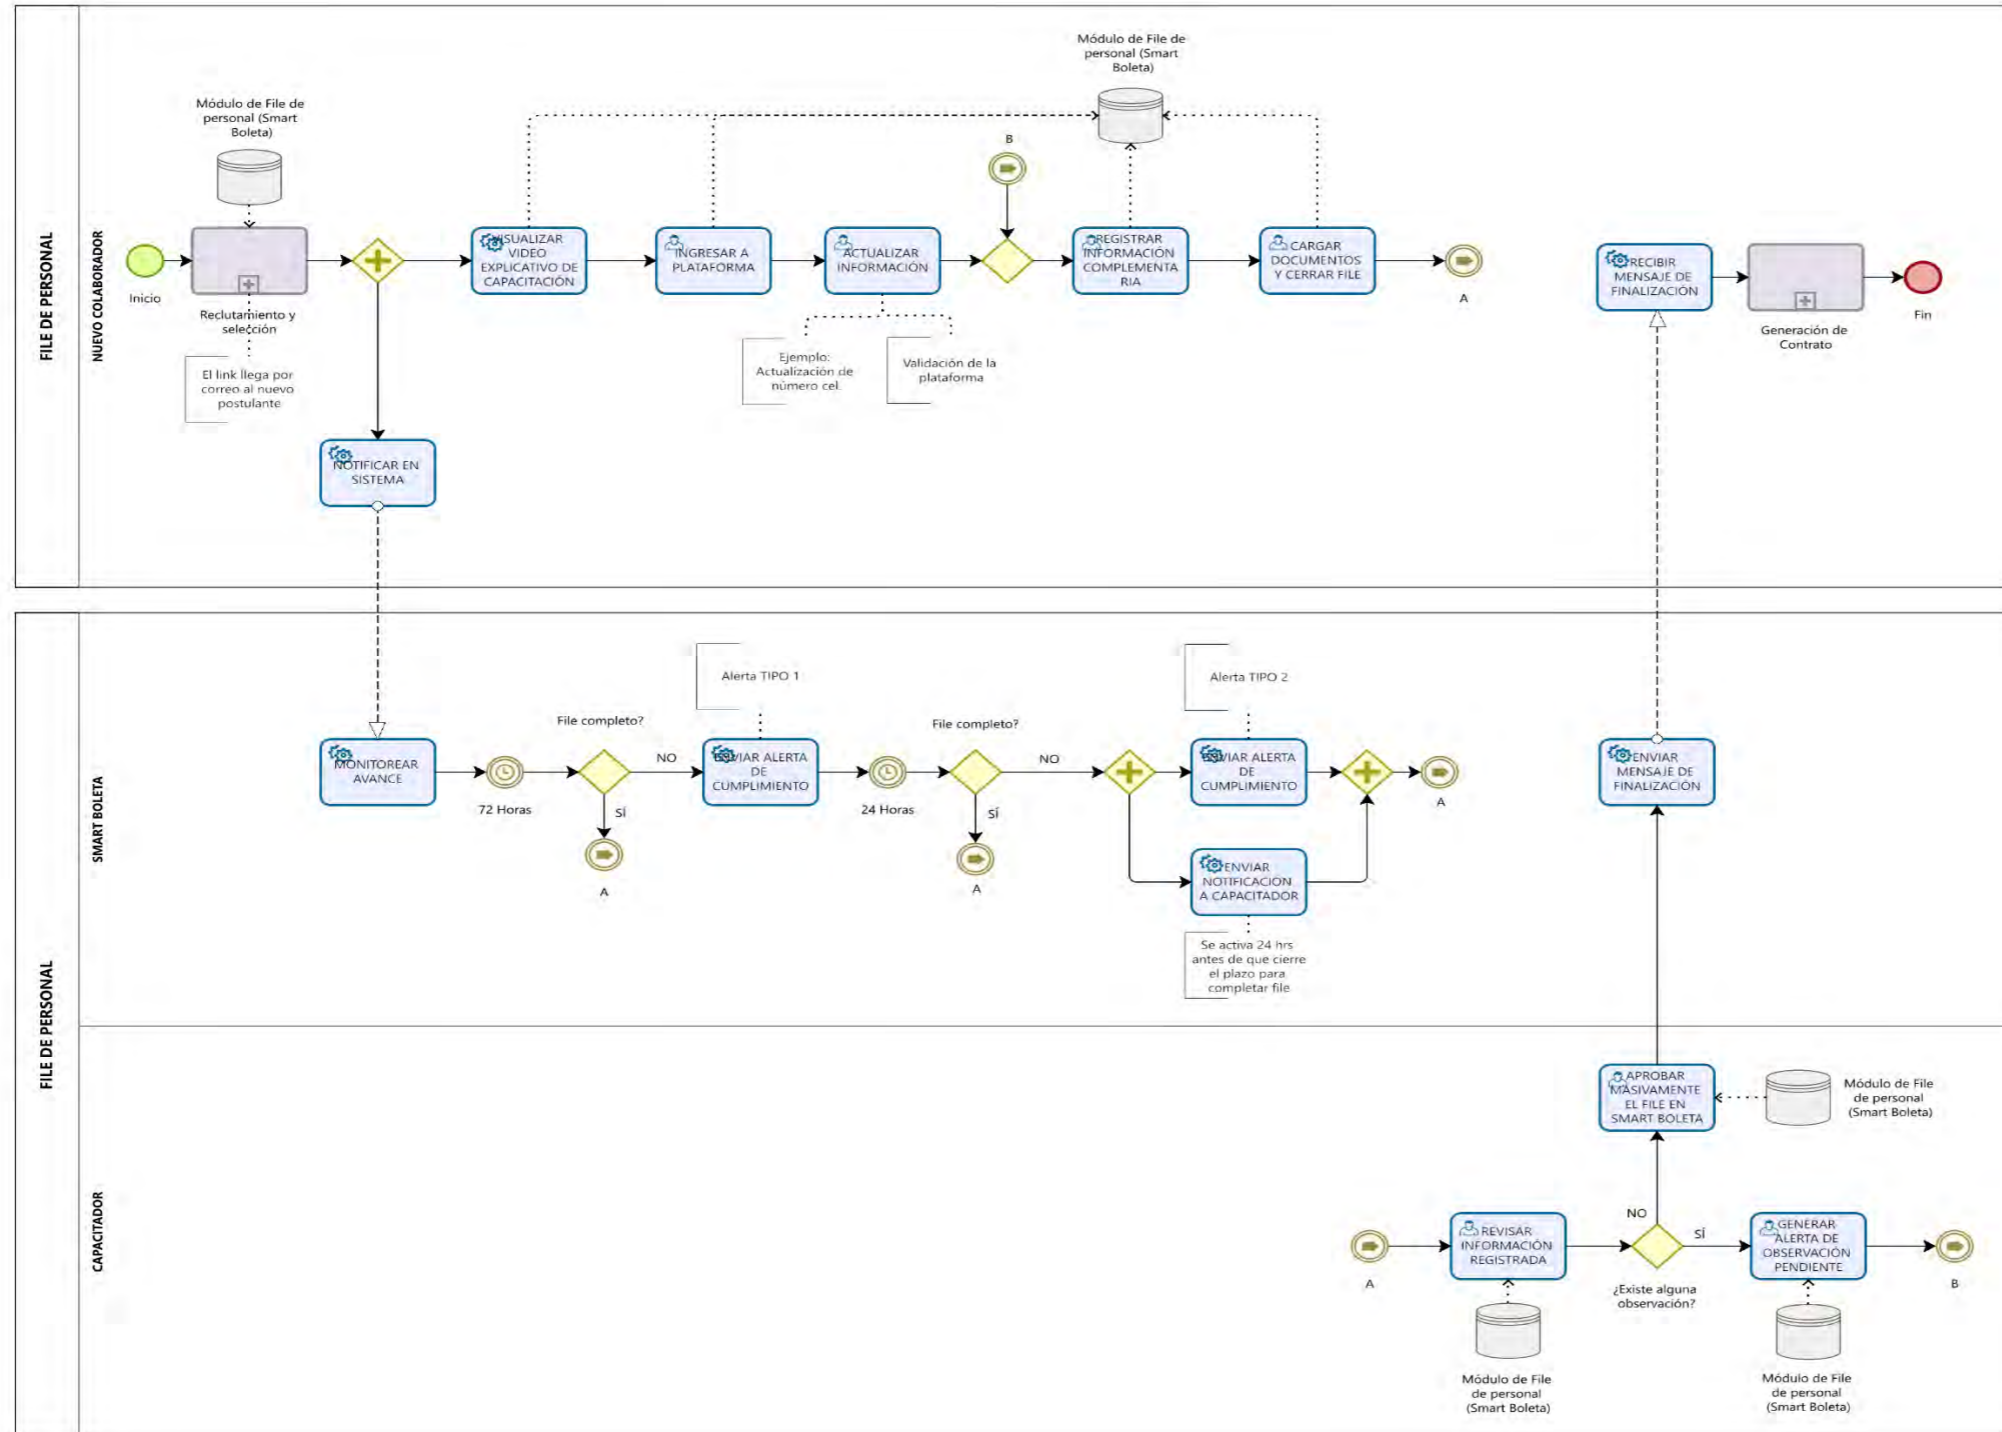 FILE DE PERSONAL
NUEVO COLABORADOR
Módulo de File de
personal (Smart
Boleta)
Módulo de File de
personal (Smart
Boleta)
B
Inicio
Reclutamiento y
selección
El link llega por
correo al nuevo
postulante
VISUALIZAR
VIDEO
EXPLICATIVO DE
CAPACITACIÓN
INGRESAR A
PLATAFORMA
ACTUALIZAR
INFORMACIÓN
Ejemplo:
Actualización de
número cel.
Validación de la
plataforma
REGISTRAR
INFORMACIÓN
COMPLEMENTA
RIA
CARGAR
DOCUMENTOS
Y CERRAR FILE
A
RECIBIR
MENSAJE DE
FINALIZACIÓN
Generación de
Contrato
Fin
NOTIFICAR EN
SISTEMA
FILE DE PERSONAL
SMART BOLETA
MONITOREAR
AVANCE
72 Horas
File completo?
NO
SÍ
A
Alerta TIPO 1
ENVIAR ALERTA
DE
CUMPLIMIENTO
24 Horas
File completo?
NO
SÍ
A
Alerta TIPO 2
ENVIAR ALERTA
DE
CUMPLIMIENTO
A
ENVIAR
NOTIFICACIÓN
A CAPACITADOR
Se activa 24 hrs
antes de que cierre
el plazo para
completar file
ENVIAR
MENSAJE DE
FINALIZACIÓN
CAPACITADOR
APROBAR
MASIVAMENTE
EL FILE EN
SMART BOLETA
Módulo de File
de personal
(Smart Boleta)
A
REVISAR
INFORMACIÓN
REGISTRADA
NO
SÍ
¿Existe alguna
observación?
GENERAR
ALERTA DE
OBSERVACIÓN
PENDIENTE
B
Módulo de File
de personal
(Smart Boleta)
Módulo de File
de personal
(Smart Boleta)